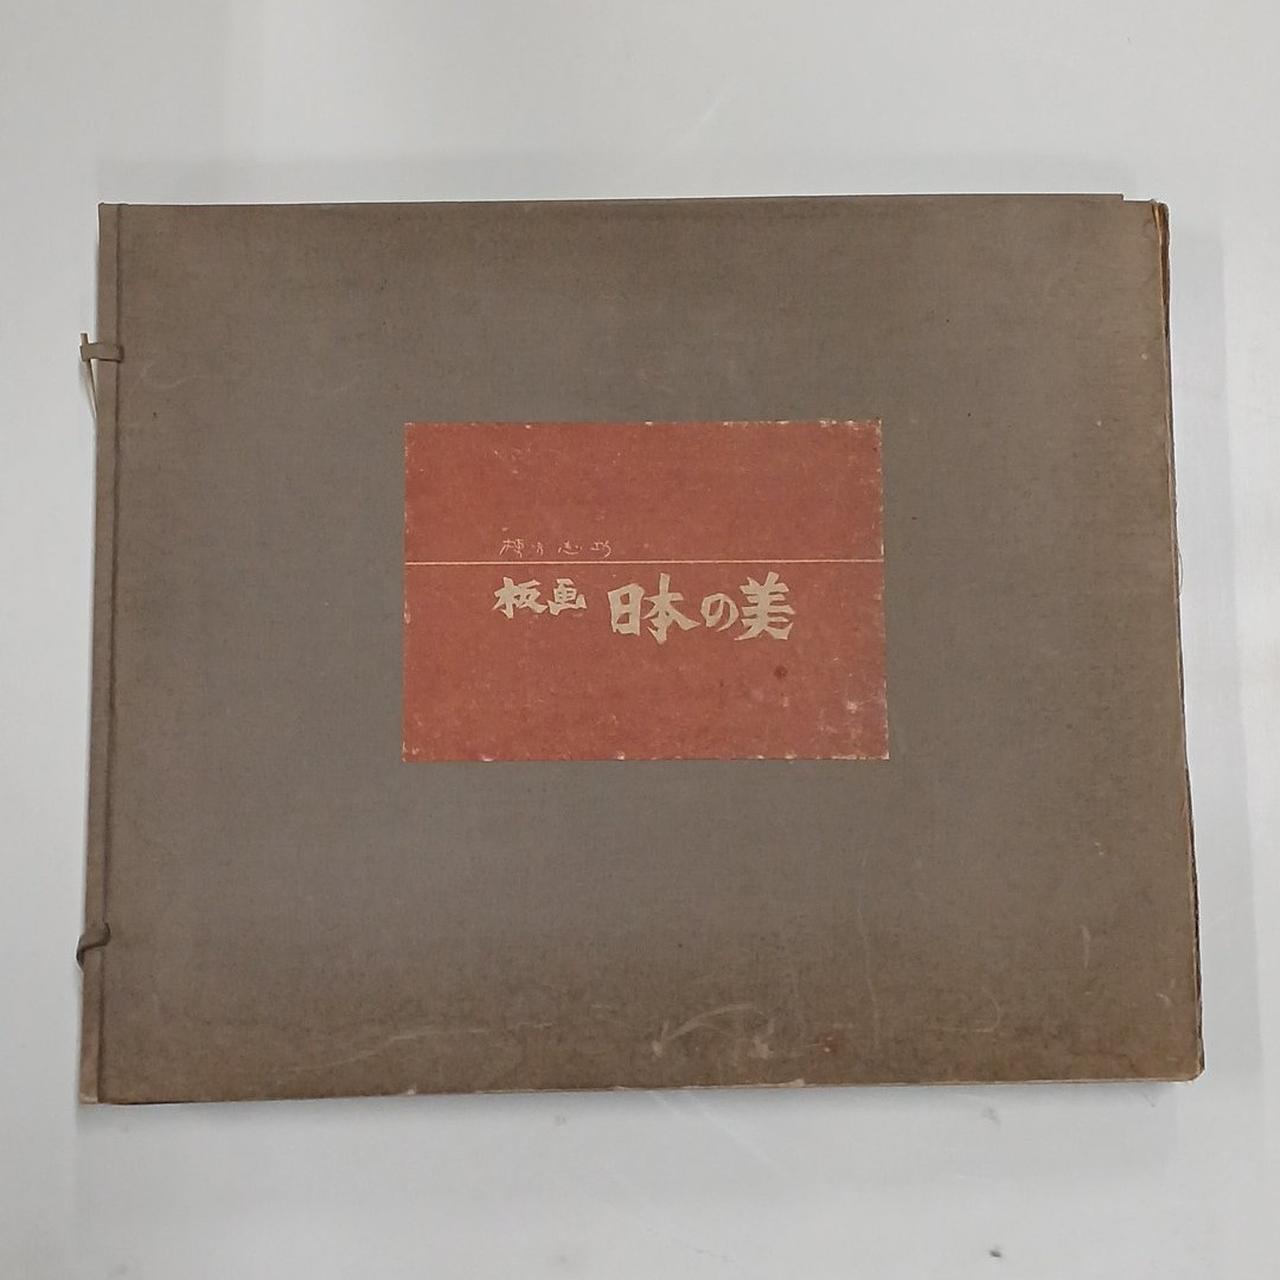 棟方志功
板画 日本の美